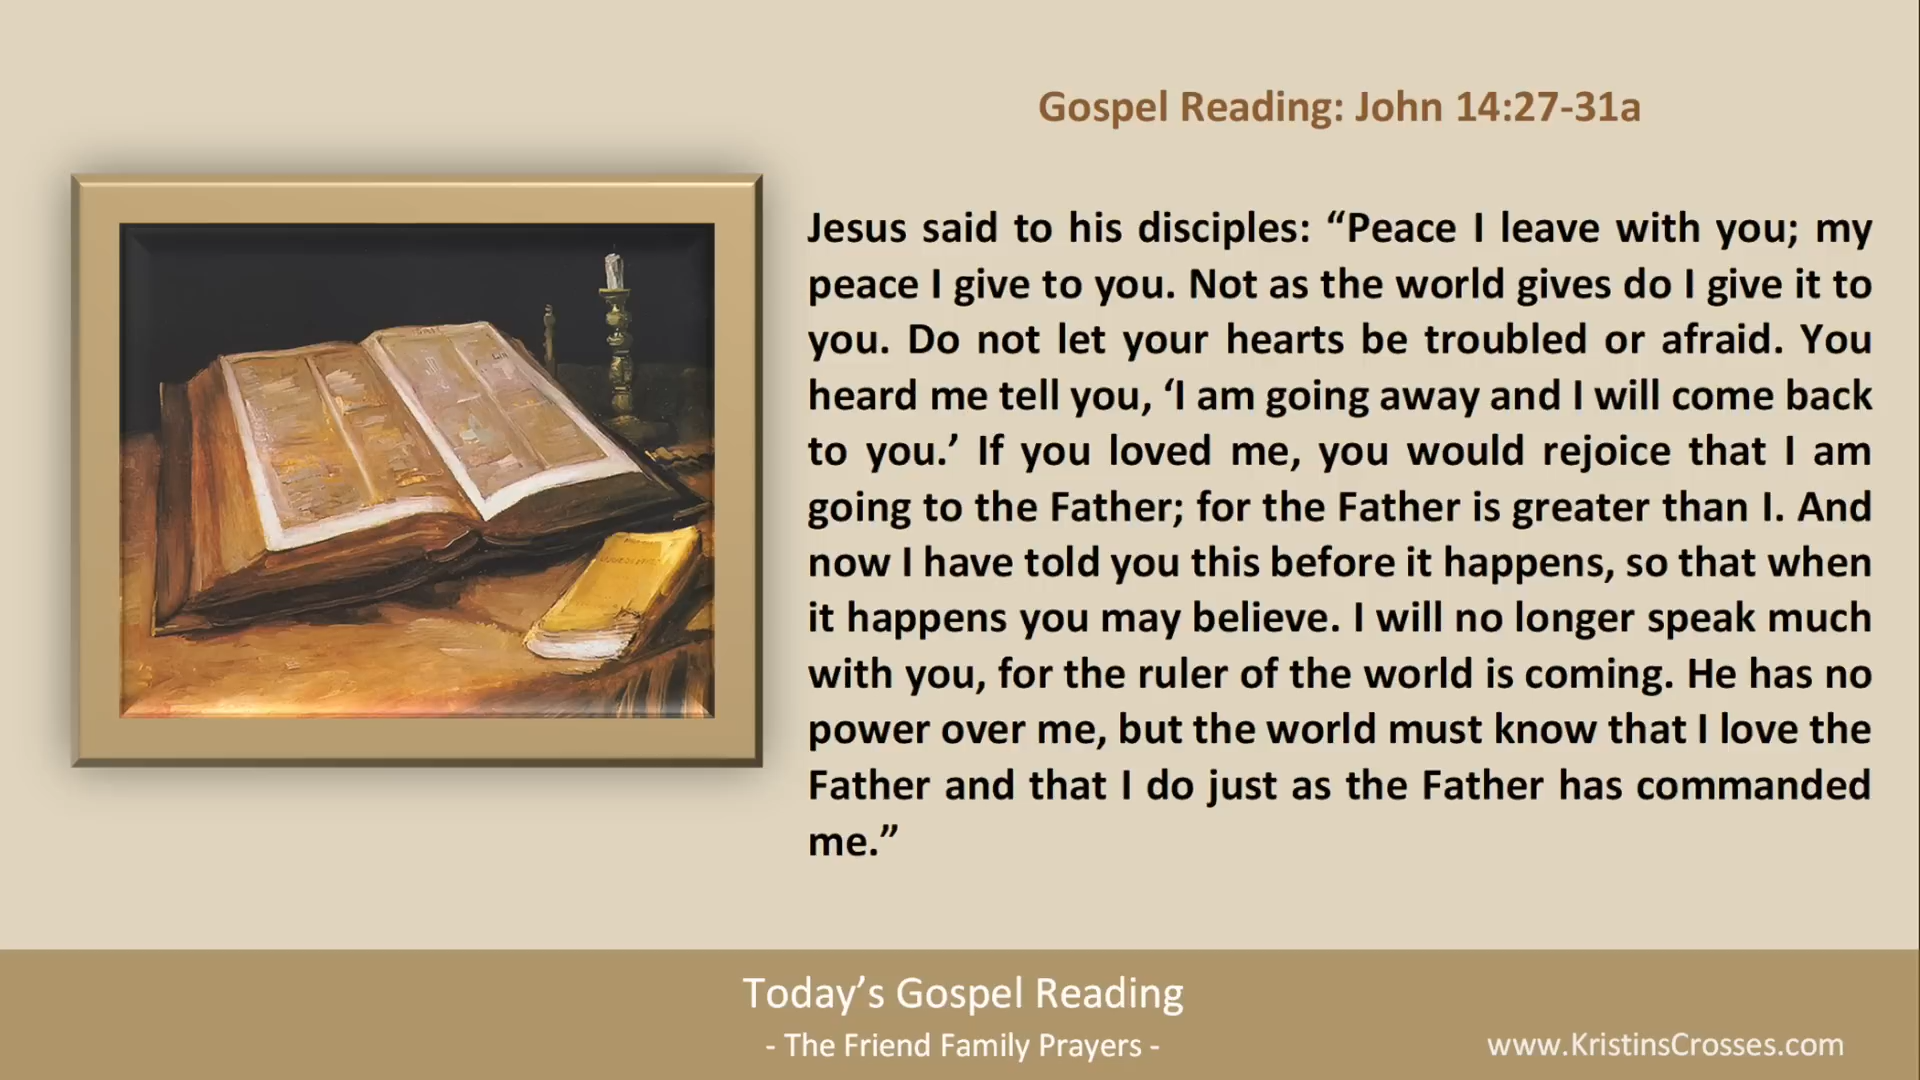 Gospel Reading: John 14:27-31a
Jesus said to his disciples: “Peace I leave with you; my
peace I give to you. Not as the world gives do I give it to
you. Do not let your hearts be troubled or afraid. You
heard me tell you, ‘I am going away and I will come back
to you.’ If you loved me, you would rejoice that I am
going to the Father; for the Father is greater than I. And
now I have told you this before it happens, so that when
it happens you may believe. I will no longer speak much
with you, for the ruler of the world is coming. He has no
power over me, but the world must know that I love the
Father and that I do just as the Father has commanded
me.”
Today’s Gospel Reading
- The Friend Family Prayers -
www.KristinsCrosses.com